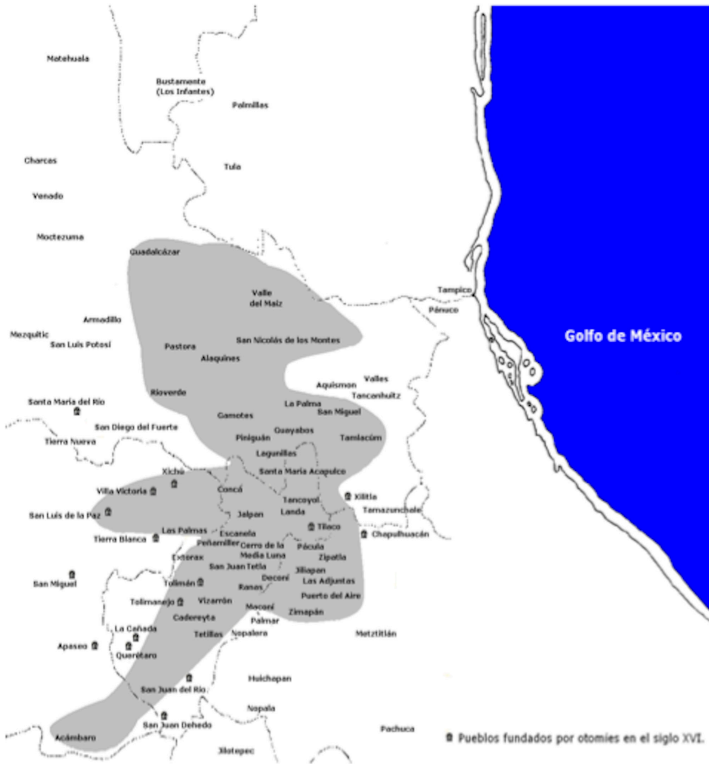 Matehuala
Bustamente
(Los Infantes)
Palmillas
Charcas
Tula
Venado
Moctezuma
Guadalcázar
Valle
del Maíz
Tampico
Pánuco
Armadillo
Mezquitic
San Luis Potosí
Golfo de México
San Nicolás de los Montes
Pastora
Alaquines
Aquismon
Valles
Tancanhuitz
Rioverde
Santa María del Río
La Palma
San Miguel
Gamotes
San Diego del Fuerte
Guayabos
Tierra Nueva
Piniguán
Tamlacúm
Lagunillas
Xichú
Santa María Acapulco
Villa Victoria
Concá
Xilitla
Tancoyol
San Luis de la Paz
Jalpan
Landa
Tamazunchale
Tilaco
Las Palmas
Escanela
Chapulhuacán
Tierra Blanca
Peñamiller
Cerro de la
Media Luna
Pácula
Extorax
Zipatla
San Juan Tetla
Jiliapan
San Miguel
Tolimán
Deconí
Las Adjuntas
Ranas
Puerto del Aire
Tolimanejo
Vizarrón
Maconí
Zimapán
Cadereyta
Palmar
La Cañada
Tetillas
Nopalera
Metztitlán
Apaseo
Querétaro
Huichapan
San Juan del Río
Nopala
San Juan Dehedo
Pachuca
Acámbaro
Jilotepec
Pueblos fundados por otomíes en el siglo XVI.